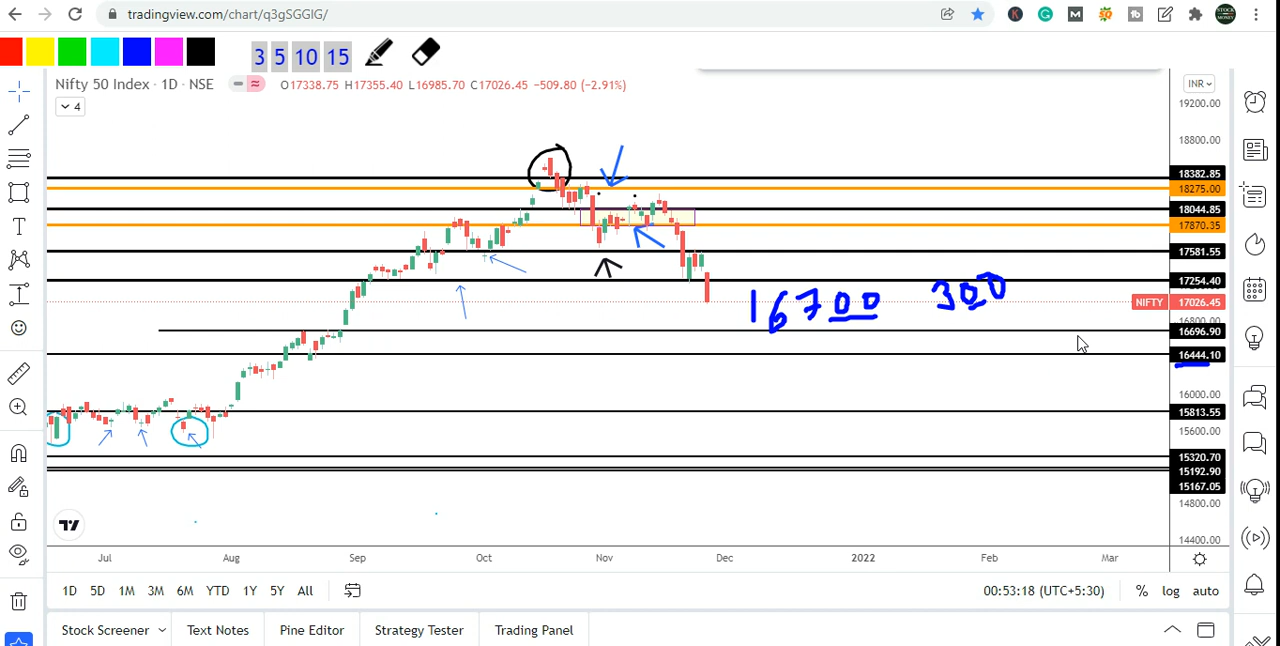 tradingview.com/chart/q3gSGGIG/
3 5 10 15
Nifty 50 Index · 1D · NSE
O17338.75 H17355.40 L16985.70 C17026.45 -509.80 (-2.91%)
4
INR
19200.00
18800.00
18382.85
18275.00
18044.85
17870.35
17581.55
17254.40
16700 300
NIFTY 17026.45
16800.00
16696.90
16444.10
16000.00
15813.55
15600.00
15320.70
15192.90
15167.05
14800.00
14400.00
Jul Aug Sep Oct Nov Dec 2022 Feb Mar
1D 5D 1M 3M 6M YTD 1Y 5Y All 00:53:18 (UTC+5:30) % log auto
Stock Screener Text Notes Pine Editor Strategy Tester Trading Panel